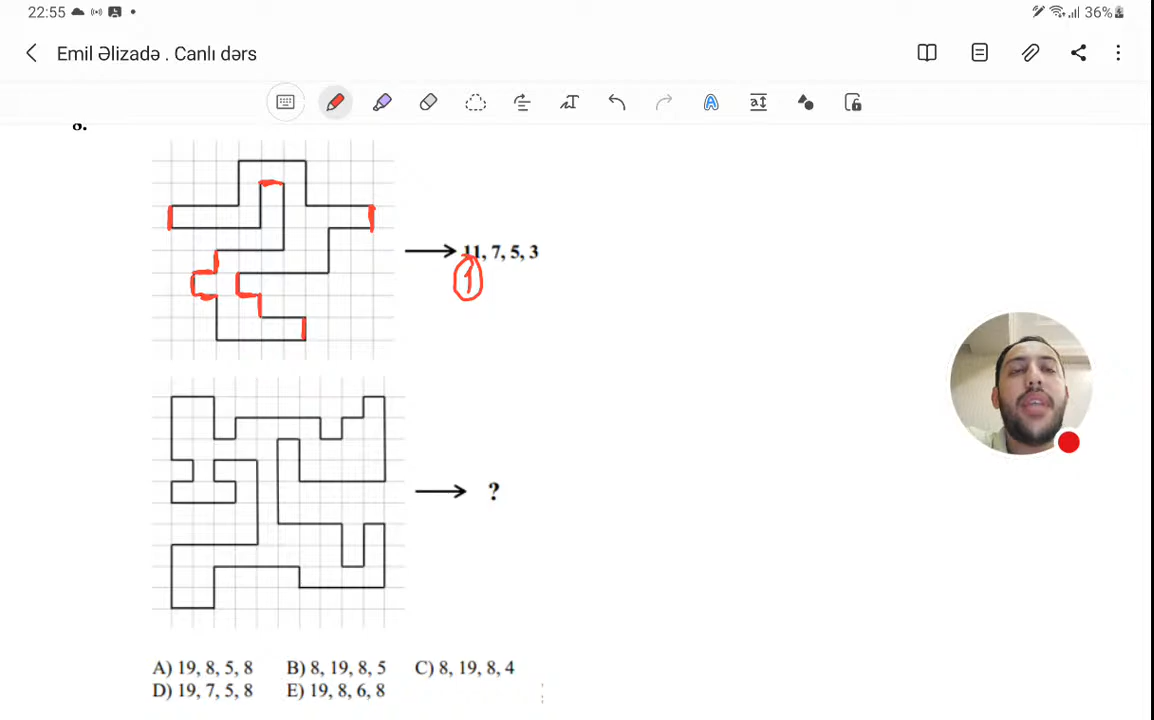 22:55 36%
Emil Əlizadə . Canlı dərs
8.
11, 7, 5, 3
1
?
A) 19, 8, 5, 8 B) 8, 19, 8, 5 C) 8, 19, 8, 4
D) 19, 7, 5, 8 E) 19, 8, 6, 8